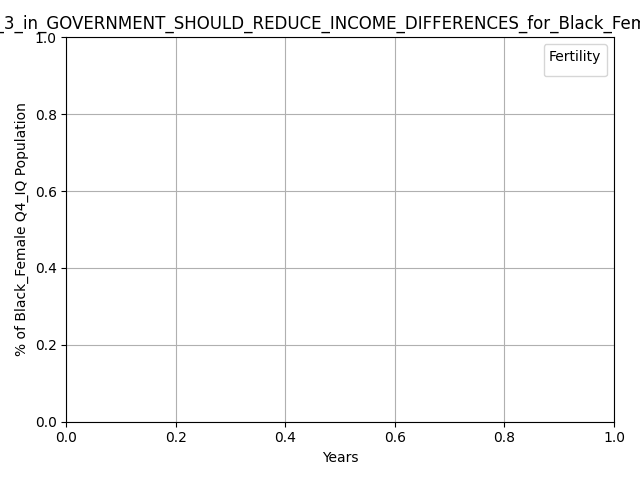 _3_in_GOVERNMENT_SHOULD_REDUCE_INCOME_DIFFERENCES_for_Black_Fem
Fertility
1.0
0.8
0.6
0.4
0.2
0.0
% of Black_Female Q4_IQ Population
0.0 0.2 0.4 0.6 0.8 1.0
Years